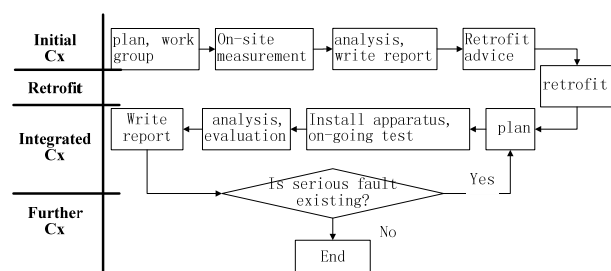 Initial
Cx
plan, work
group
On-site
measurement
analysis,
write report
Retrofit
advice
Retrofit
retrofit
Integrated
Cx
Write
report
analysis,
evaluation
Install apparatus,
on-going test
plan
Is serious fault
existing?
Yes
Further
Cx
No
End